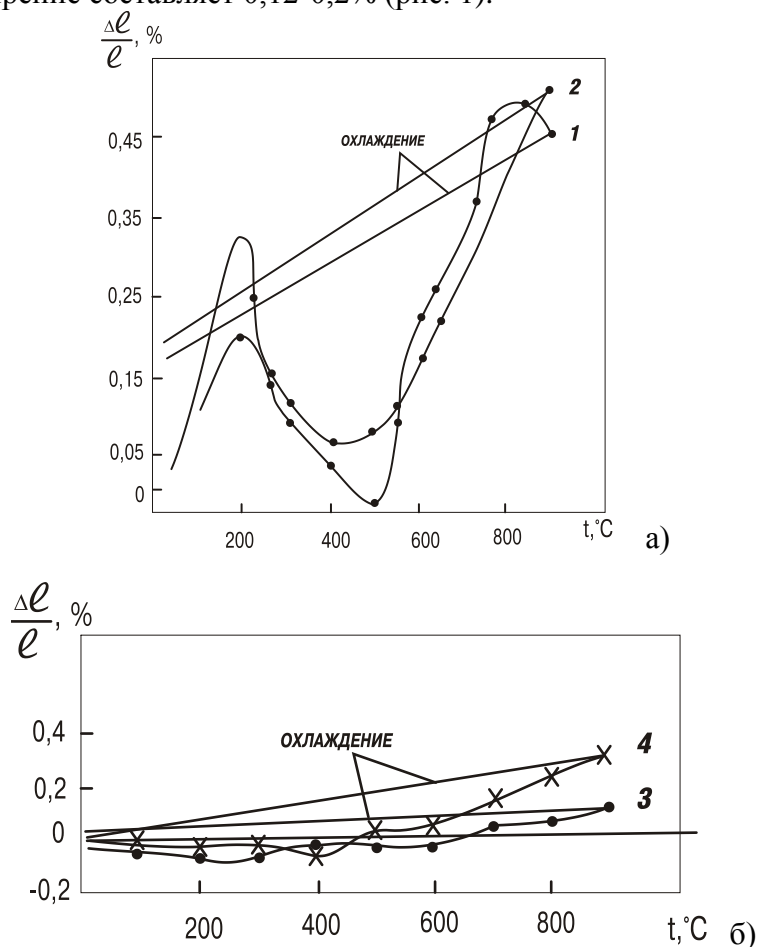 рение составляет 0,12-0,2% (рис. 1).
Δℓ/ℓ, %
2
1
ОХЛАЖДЕНИЕ
0,45
0,35
0,25
0,15
0,05
0
200 400 600 800 t,°C а)
Δℓ/ℓ, %
0,4
ОХЛАЖДЕНИЕ
4
0,2
3
0
-0,2
200 400 600 800 t,°C б)